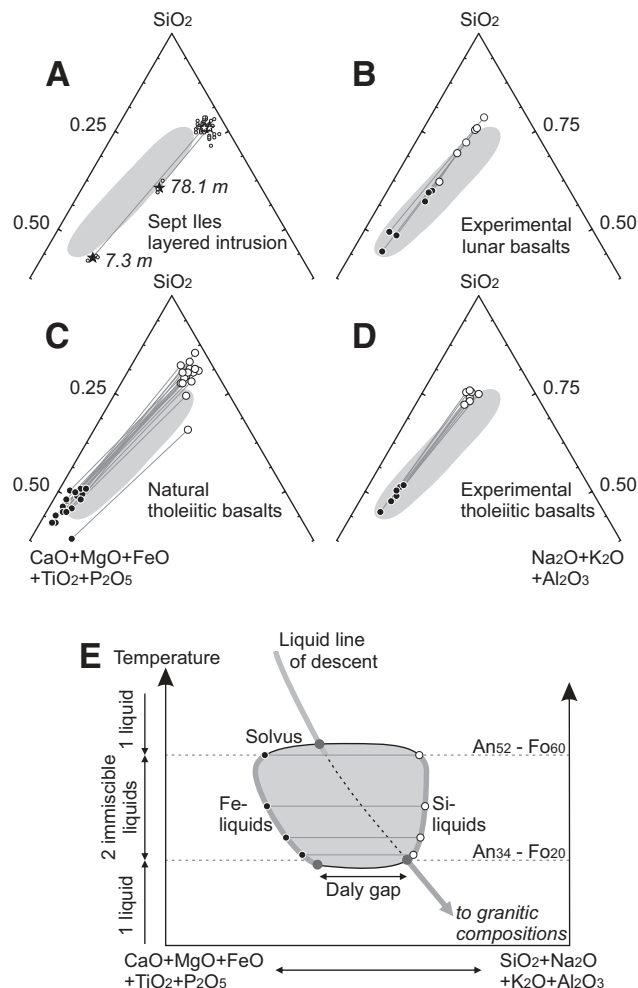 SiO₂
SiO₂
A
B
0.25
0.75
78.1 m
0.50
0.50
Sept Iles
layered intrusion
Experimental
lunar basalts
7.3 m
SiO₂
SiO₂
C
D
0.25
0.75
0.50
0.50
Natural
tholeiitic basalts
Experimental
tholeiitic basalts
CaO+MgO+FeO
+TiO₂+P₂O₅
Na₂O+K₂O
+Al₂O₃
E
Liquid line
of descent
Temperature
1 liquid
Solvus
An₅₂ - Fo₆₀
2 immiscible
liquids
Fe-
liquids
Si-
liquids
An₃₄ - Fo₂₀
Daly gap
1 liquid
to granitic
compositions
CaO+MgO+FeO
+TiO₂+P₂O₅
SiO₂+Na₂O
+K₂O+Al₂O₃